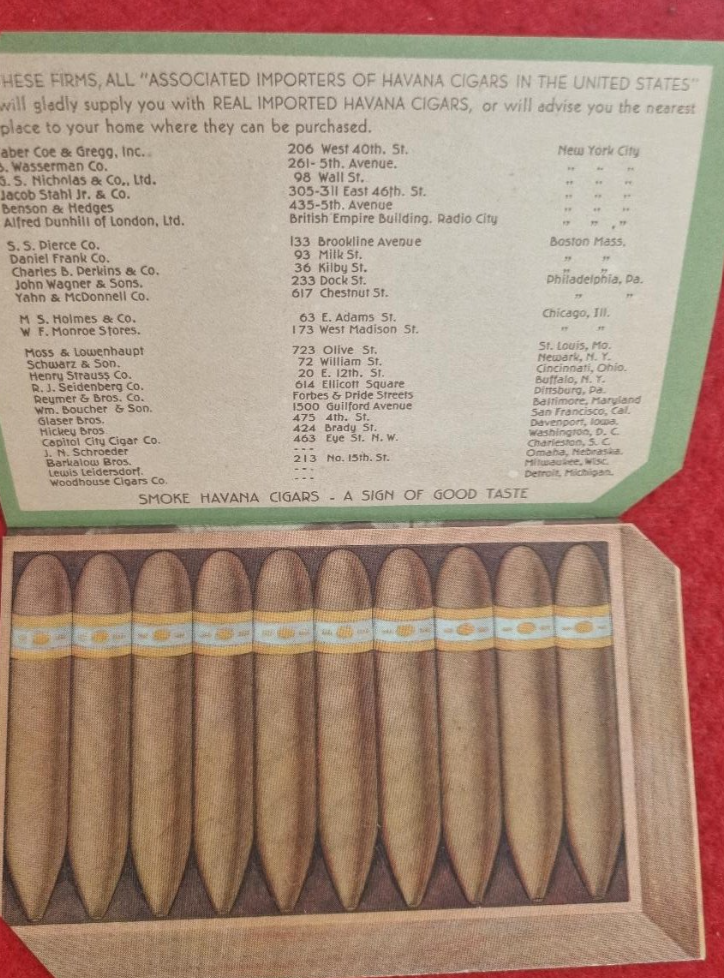 HESE FIRMS, ALL "ASSOCIATED IMPORTERS OF HAVANA CIGARS IN THE UNITED STATES"
will gladly supply you with REAL IMPORTED HAVANA CIGARS, or will advise you the nearest
place to your home where they can be purchased.
aber Coe & Gregg, Inc. 206 West 40th. St. New York City
. Wasserman Co. 261- 5th. Avenue. " " "
S. S. Nicholas & Co., Ltd. 98 Wall St. " " "
Jacob Stahl Jr. & Co. 305-311 East 46th. St. " " "
Benson & Hedges 435-5th. Avenue " " "
Alfred Dunhill of London, Ltd. British Empire Building. Radio City " " "
S. S. Pierce Co. 133 Brookline Avenue Boston Mass,
Daniel Frank Co. 93 Milk St. " "
Charles B. Perkins & Co. 36 Kilby St. " "
John Wagner & Sons. 233 Dock St. Philadelphia, Pa.
Yahn & McDonnell Co. 617 Chestnut St. " "
M S. Holmes & Co. 63 E. Adams St. Chicago, Ill.
W F. Monroe Stores. 173 West Madison St. " "
Moss & Lowenhaupt 723 Olive St. St. Louis, Mo.
Schwarz & Son. 72 William St. Newark, N. Y.
Henry Strauss Co. 20 E. 12th. St. Cincinnati, Ohio.
R. J. Seidenberg Co. 614 Ellicott Square Buffalo, N. Y.
Reymer & Bros. Co. Forbes & Pride Streets Pittsburg, Pa.
Wm. Boucher & Son. 1500 Guilford Avenue Baltimore, Maryland
Glaser Bros. 475 4th. St. San Francisco, Cal.
Hickey Bros 424 Brady St. Davenport, Iowa.
Capitol City Cigar Co. 463 Eye St. N. W. Washington, D. C.
J. N. Schroeder --- Charleston, S. C.
Barkalow Bros. 213 No. 15th. St. Omaha, Nebraska.
Lewis Leidersdorf. --- Milwaukee, Wisc.
Woodhouse Cigars Co. --- Detroit, Michigan.
SMOKE HAVANA CIGARS - A SIGN OF GOOD TASTE